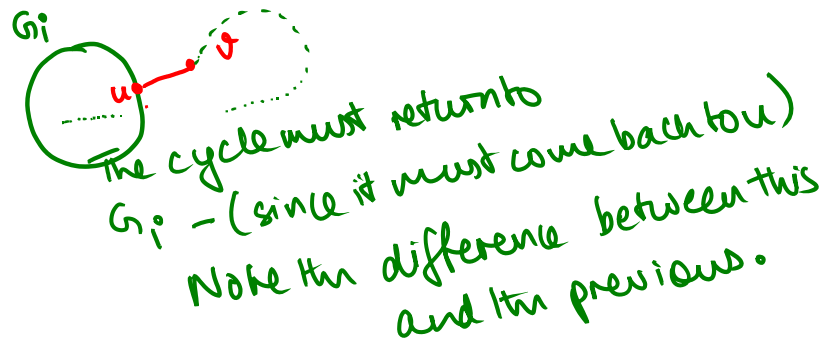 Gi
u
v
The cycle must return to
Gi - (since it must come back to u)
Note the difference between this
and the previous.